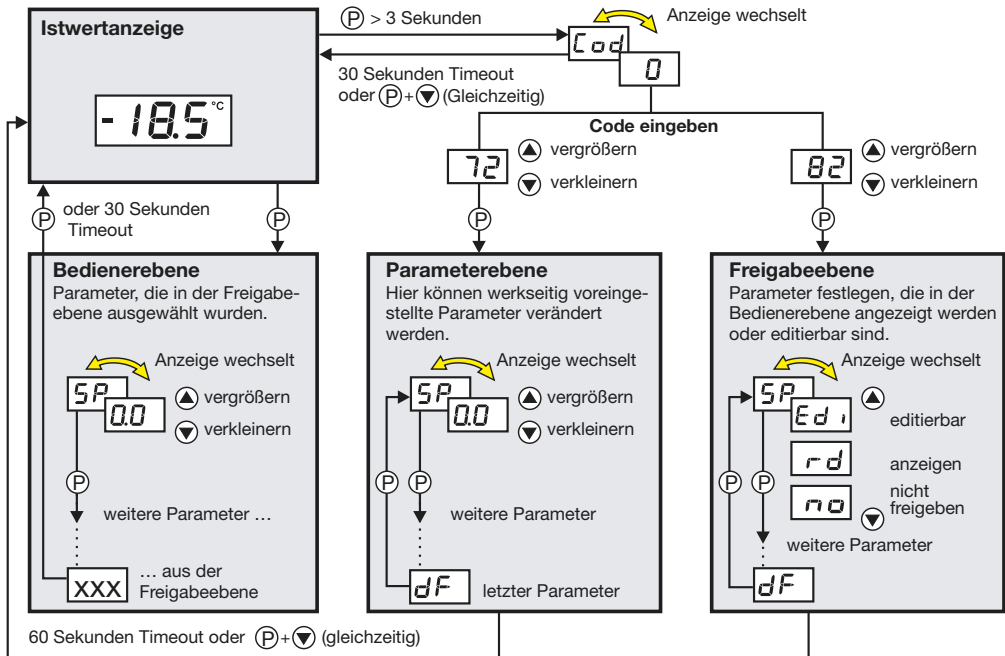 Istwertanzeige
-18.5 °C
P > 3 Sekunden
Anzeige wechselt
Cod
0
30 Sekunden Timeout
oder P+▼ (Gleichzeitig)
Code eingeben
72
▲ vergrößern
▼ verkleinern
82
▲ vergrößern
▼ verkleinern
P oder 30 Sekunden
Timeout
P
P
P
Bedienerebene
Parameter, die in der Freigabe-
ebene ausgewählt wurden.
Anzeige wechselt
SP
0.0
▲ vergrößern
▼ verkleinern
P
weitere Parameter ...
xxx
... aus der
Freigabeebene
Parameterebene
Hier können werkseitig voreinge-
stellte Parameter verändert
werden.
Anzeige wechselt
SP
0.0
▲ vergrößern
▼ verkleinern
P P
weitere Parameter
dF
letzter Parameter
Freigabeebene
Parameter festlegen, die in der
Bedienerebene angezeigt werden
oder editierbar sind.
Anzeige wechselt
SP
Edi
▲
editierbar
rd
anzeigen
no
nicht
freigeben
▼
P P
weitere Parameter
dF
60 Sekunden Timeout oder P+▼ (gleichzeitig)